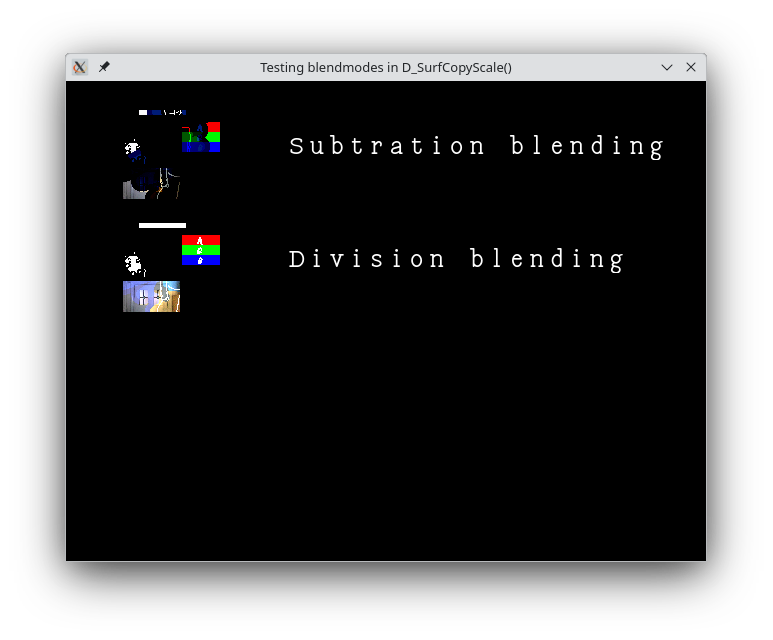 Testing blendmodes in D_SurfCopyScale()
Subtration blending
Division blending